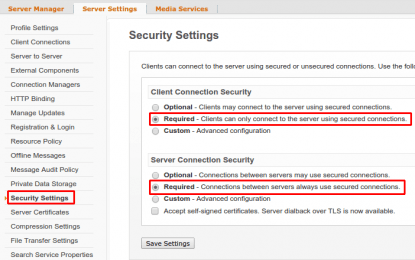 Server Manager Server Settings Media Services
Profile Settings
Client Connections
Server to Server
External Components
Connection Managers
HTTP Binding
Manage Updates
Registration & Login
Resource Policy
Offline Messages
Message Audit Policy
Private Data Storage
Security Settings
Server Certificates
Compression Settings
File Transfer Settings
Search Service Properties
Security Settings
Clients can connect to the server using secured or unsecured connections. Use the follo
Client Connection Security
Optional - Clients may connect to the server using secured connections.
Required - Clients can only connect to the server using secured connections.
Custom - Advanced configuration
Server Connection Security
Optional - Connections between servers may use secured connections.
Required - Connections between servers always use secured connections.
Custom - Advanced configuration
Accept self-signed certificates. Server dialback over TLS is now available.
Save Settings